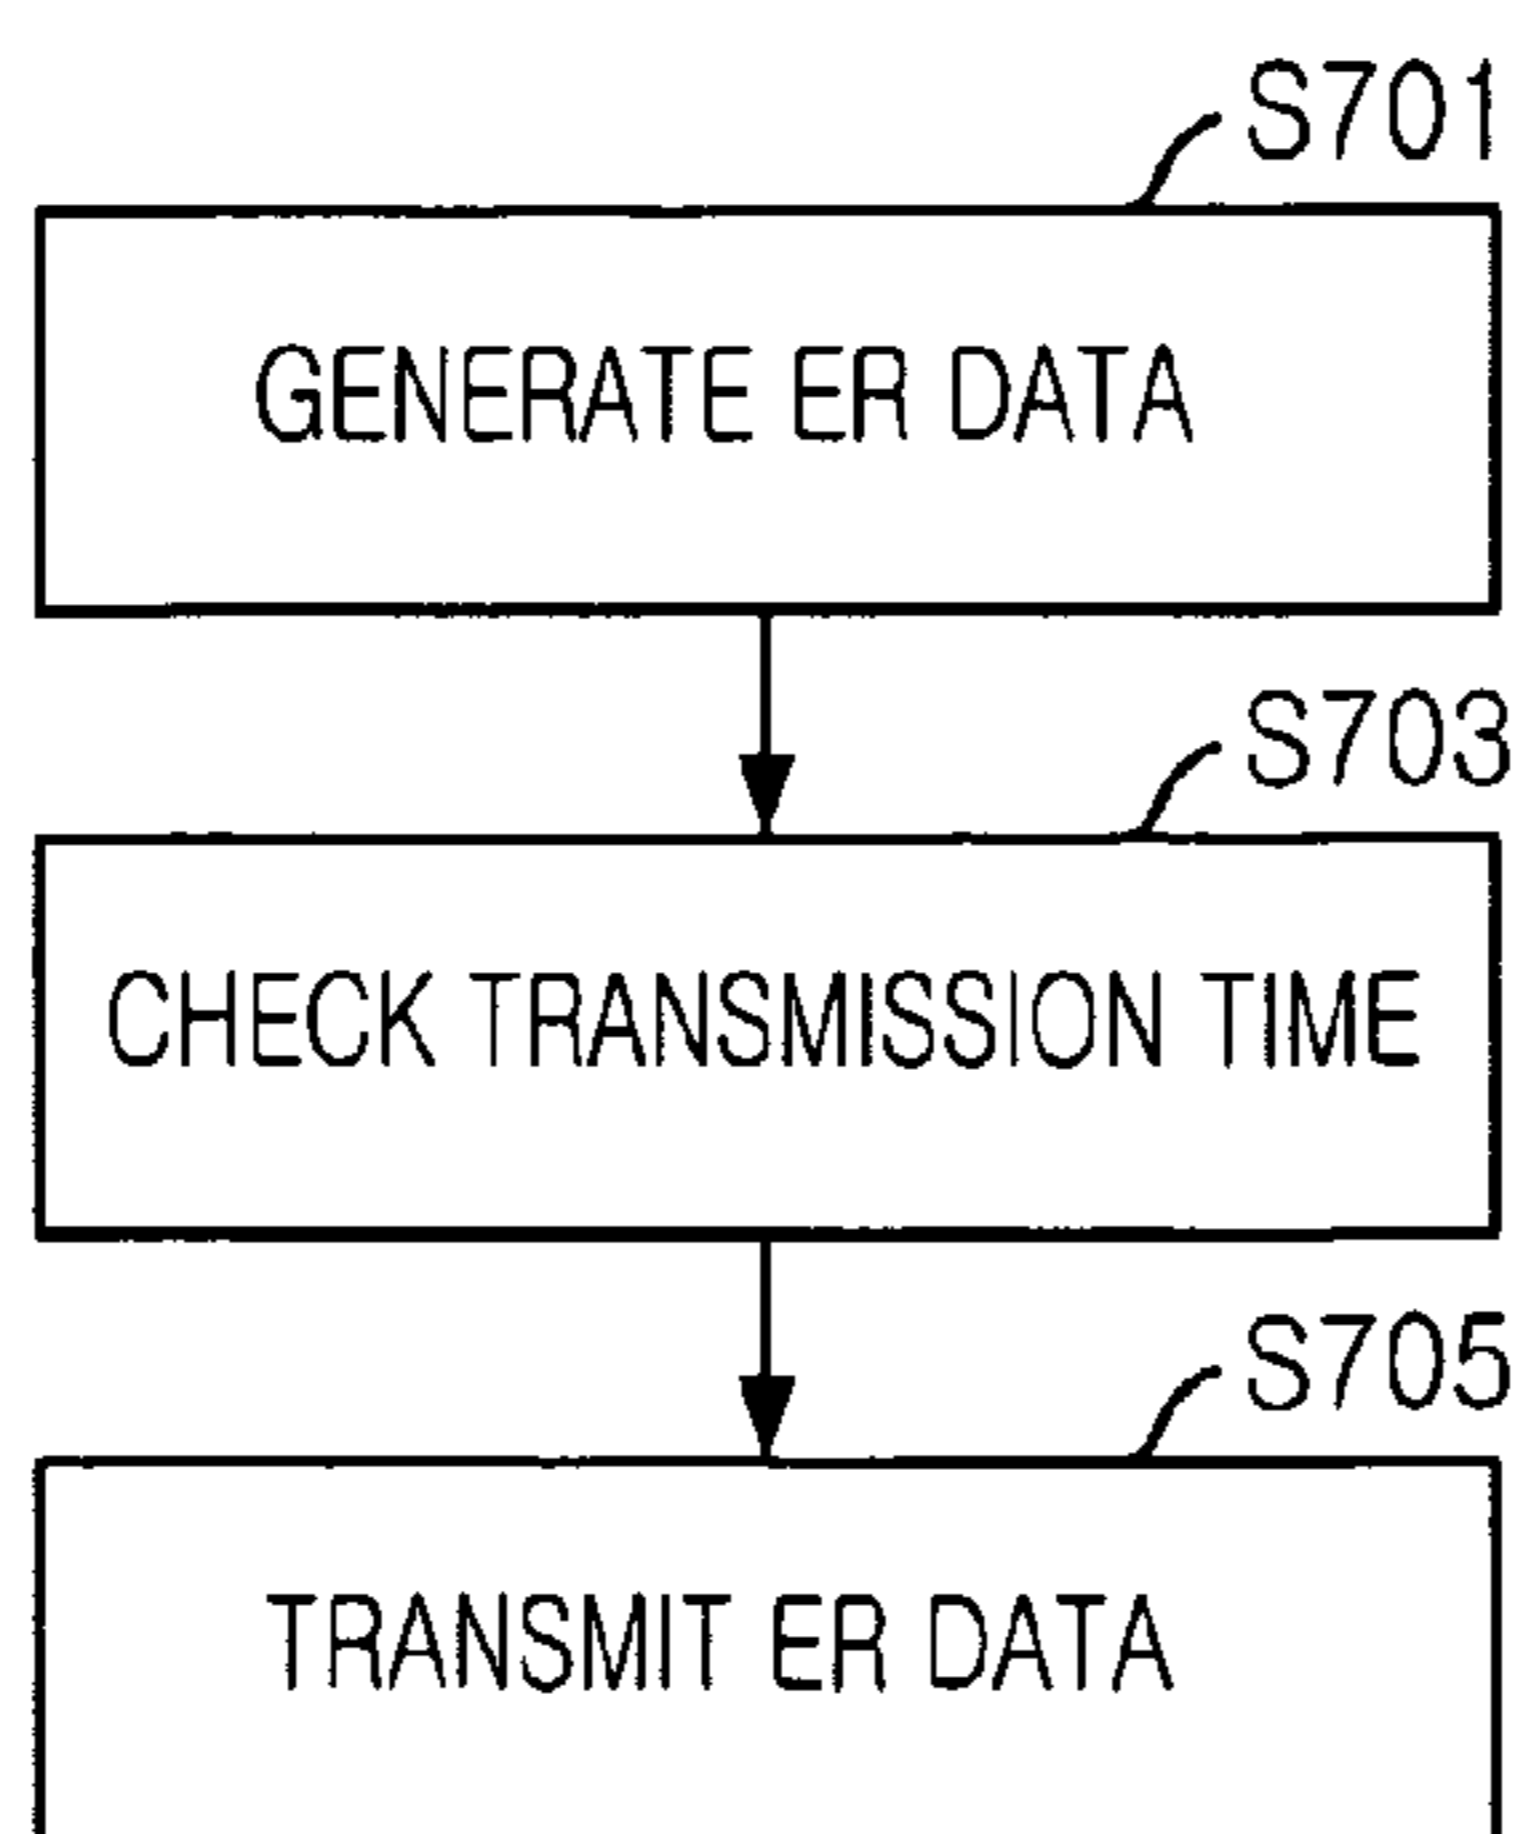 S701
GENERATE ER DATA
S703
CHECK TRANSMISSION TIME
S705
TRANSMIT ER DATA